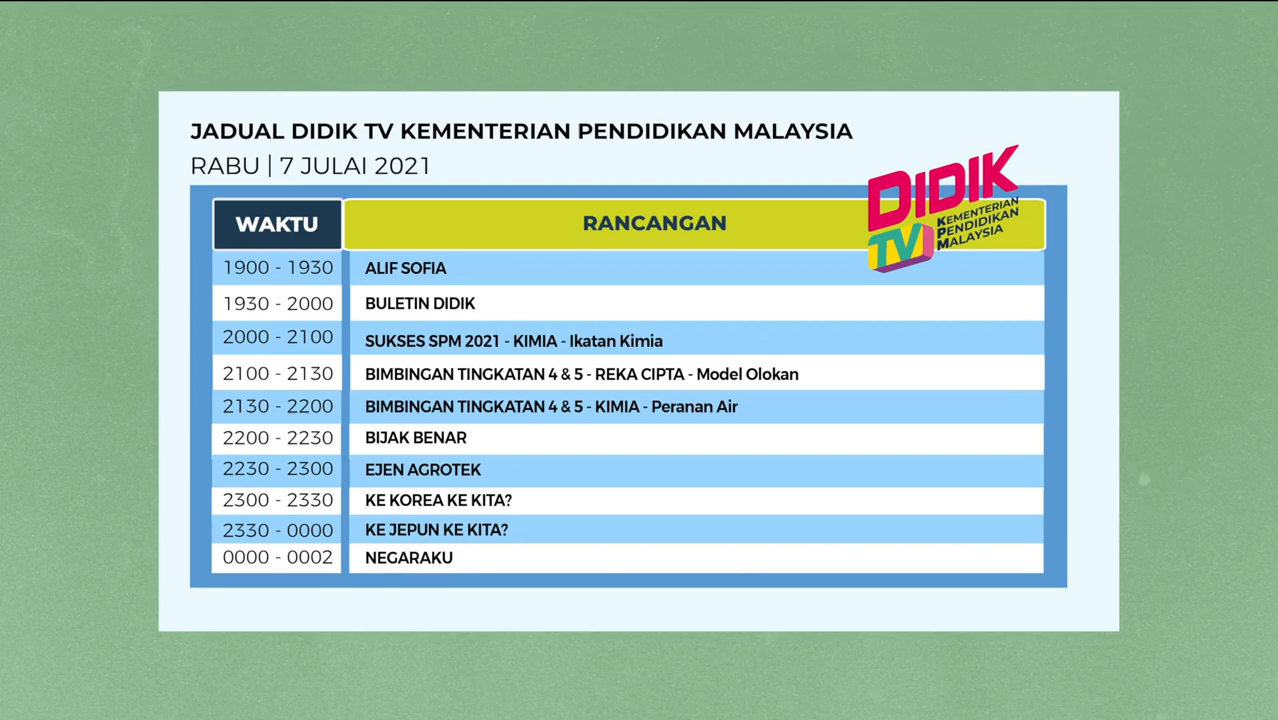 JADUAL DIDIK TV KEMENTERIAN PENDIDIKAN MALAYSIA
RABU | 7 JULAI 2021
DIDIK
TV
KEMENTERIAN
PENDIDIKAN
MALAYSIA
WAKTU RANCANGAN
1900 - 1930 ALIF SOFIA
1930 - 2000 BULETIN DIDIK
2000 - 2100 SUKSES SPM 2021 - KIMIA - Ikatan Kimia
2100 - 2130 BIMBINGAN TINGKATAN 4 & 5 - REKA CIPTA - Model Olokan
2130 - 2200 BIMBINGAN TINGKATAN 4 & 5 - KIMIA - Peranan Air
2200 - 2230 BIJAK BENAR
2230 - 2300 EJEN AGROTEK
2300 - 2330 KE KOREA KE KITA?
2330 - 0000 KE JEPUN KE KITA?
0000 - 0002 NEGARAKU